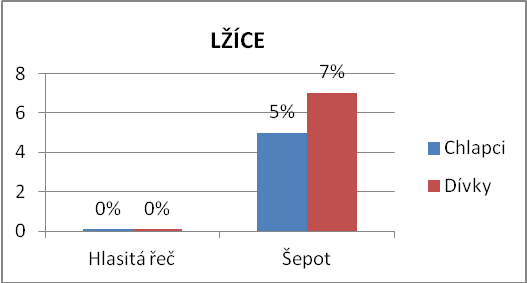 LŽÍCE
8
6
4
2
0
0%
0%
5%
7%
Hlasitá řeč
Šepot
Chlapci
Dívky